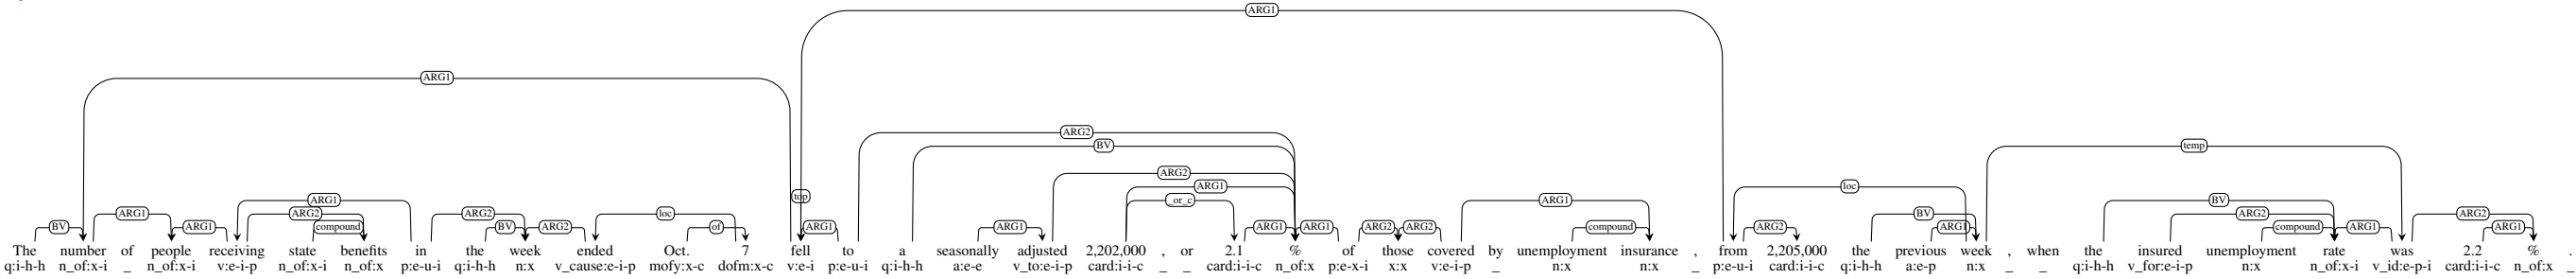 ARG1
ARG1
ARG2
BV temp
ARG2
ARG1 loc
top
ARG1 _or_c ARG1 BV
ARG1 ARG2 ARG2 loc BV ARG2 ARG2
BV ARG1 compound BV ARG2 of ARG1 ARG1 ARG1 ARG1 ARG2 ARG2 compound ARG2 ARG1 compound ARG1 ARG1
The number of people receiving state benefits in the week ended Oct. 7 fell to a seasonally adjusted 2,202,000 , or 2.1 % of those covered by unemployment insurance , from 2,205,000 the previous week , when the insured unemployment rate was 2.2 % .
q:i-h-h n_of:x-i _ n_of:x-i v:e-i-p n_of:x-i n_of:x p:e-u-i q:i-h-h n:x v_cause:e-i-p mofy:x-c dofm:x-c v:e-i p:e-u-i q:i-h-h a:e-e v_to:e-i-p card:i-i-c _ _ card:i-i-c n_of:x p:e-x-i x:x v:e-i-p _ n:x n:x _ p:e-u-i card:i-i-c q:i-h-h a:e-p n:x _ _ q:i-h-h v_for:e-i-p n:x n_of:x-i v_id:e-p-i card:i-i-c n_of:x _